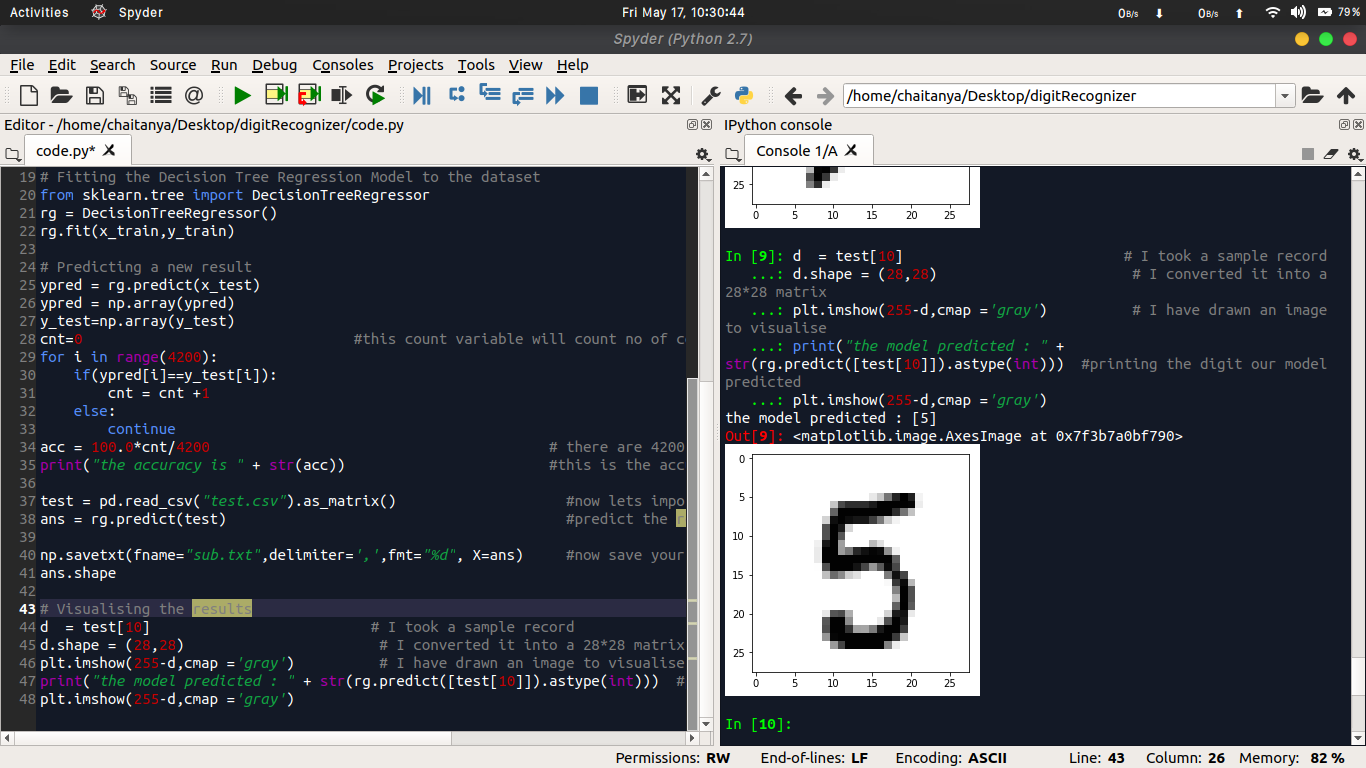 Activities Spyder Fri May 17, 10:30:44 0B/s 0B/s 79%
Spyder (Python 2.7)
File Edit Search Source Run Debug Consoles Projects Tools View Help
@ /home/chaitanya/Desktop/digitRecognizer
Editor - /home/chaitanya/Desktop/digitRecognizer/code.py
code.py*
19 # Fitting the Decision Tree Regression Model to the dataset
20 from sklearn.tree import DecisionTreeRegressor
21 rg = DecisionTreeRegressor()
22 rg.fit(x_train,y_train)
23
24 # Predicting a new result
25 ypred = rg.predict(x_test)
26 ypred = np.array(ypred)
27 y_test=np.array(y_test)
28 cnt=0 #this count variable will count no of c
29 for i in range(4200):
30 if(ypred[i]==y_test[i]):
31 cnt = cnt +1
32 else:
33 continue
34 acc = 100.0*cnt/4200 # there are 4200
35 print("the accuracy is " + str(acc)) #this is the acc
36
37 test = pd.read_csv("test.csv").as_matrix() #now lets impo
38 ans = rg.predict(test) #predict the r
39
40 np.savetxt(fname="sub.txt",delimiter=',',fmt="%d", X=ans) #now save your
41 ans.shape
42
43 # Visualising the results
44 d  = test[10] # I took a sample record
45 d.shape = (28,28) # I converted it into a 28*28 matrix
46 plt.imshow(255-d,cmap ='gray') # I have drawn an image to visualise
47 print("the model predicted : " + str(rg.predict([test[10]]).astype(int))) #
48 plt.imshow(255-d,cmap ='gray')
IPython console
Console 1/A
25
0 5 10 15 20 25
In [9]: d  = test[10] # I took a sample record
...: d.shape = (28,28) # I converted it into a
28*28 matrix
...: plt.imshow(255-d,cmap ='gray') # I have drawn an image
to visualise
...: print("the model predicted : " +
str(rg.predict([test[10]]).astype(int))) #printing the digit our model
predicted
...: plt.imshow(255-d,cmap ='gray')
the model predicted : [5]
Out[9]: <matplotlib.image.AxesImage at 0x7f3b7a0bf790>
0
5
10
15
20
25
5
0 5 10 15 20 25
In [10]:
Permissions: RW End-of-lines: LF Encoding: ASCII Line: 43 Column: 26 Memory: 82 %